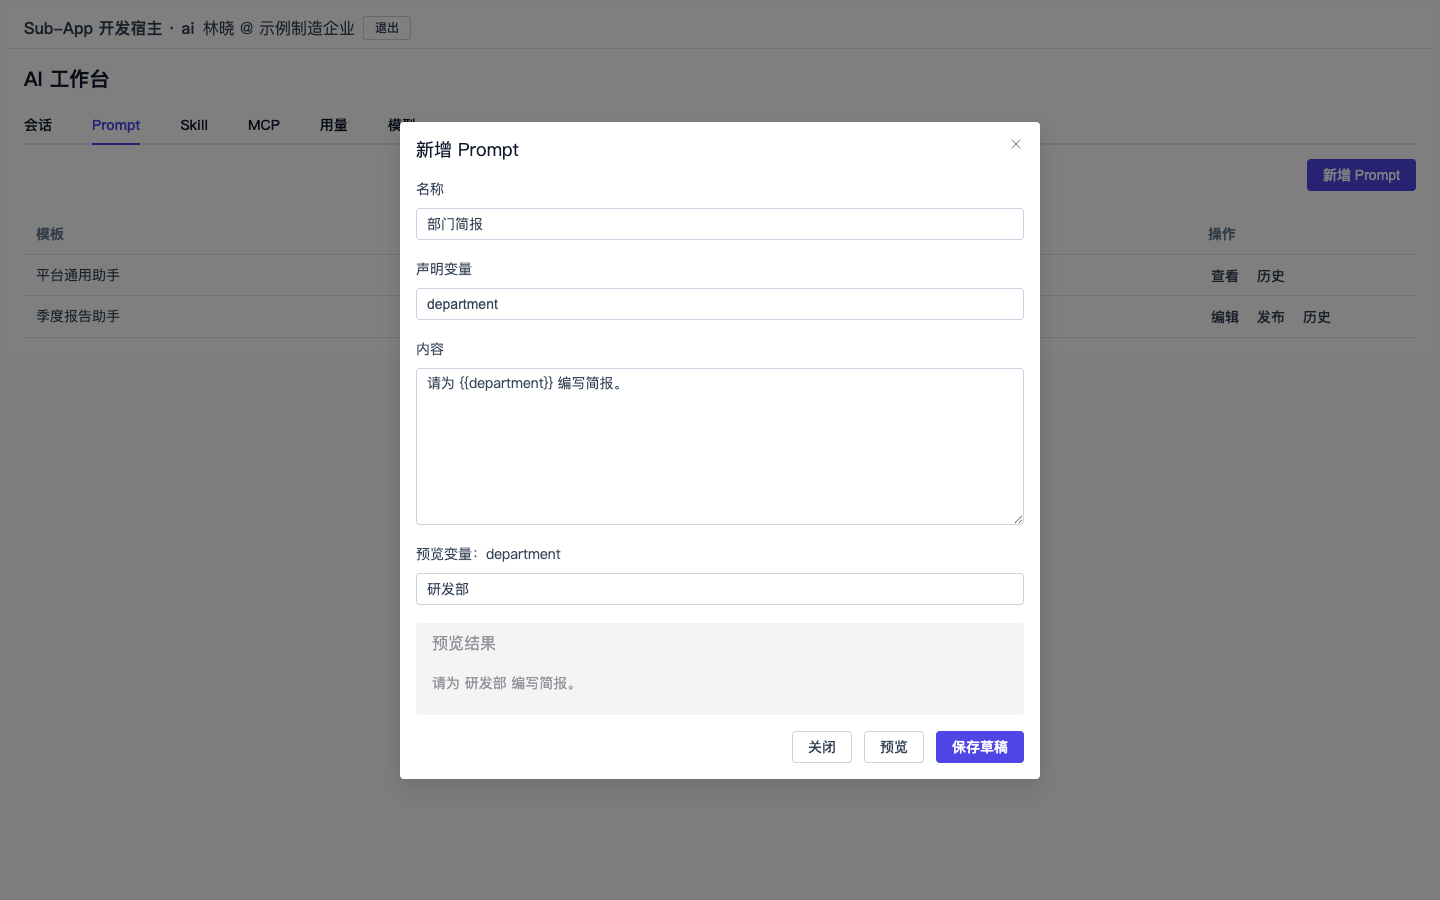 Sub-App 开发宿主 · ai 林晓 @ 示例制造企业 退出
AI 工作台
会话 Prompt Skill MCP 用量
新增 Prompt
新增 Prompt
模板 操作
平台通用助手 查看 历史
季度报告助手 编辑 发布 历史
名称
部门简报
声明变量
department
内容
请为 {{department}} 编写简报。
预览变量：department
研发部
预览结果
请为 研发部 编写简报。
关闭 预览 保存草稿